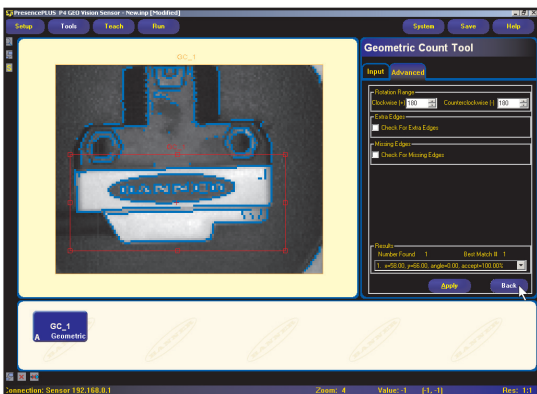 PresencePLUS P4 GEO Vision Sensor - New.inp [Modified]
Setup Tools Teach Run System Save Help
GC_1
Geometric Count Tool
Input Advanced
Rotation Range
Clockwise (+) 180 Counterclockwise (-) 180
Extra Edges
Check For Extra Edges
Missing Edges
Check For Missing Edges
BANNER
Results
Number Found 1 Best Match # 1
1. x=58.00, y=66.00, angle=0.00, accept=100.00%
Apply Back
GC_1
A Geometric
Connection: Sensor 192.168.0.1 Zoom: 4 Value: -1 (-1, -1) Res: 1:1